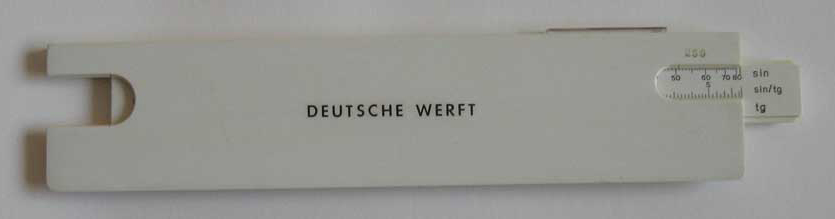 DEUTSCHE WERFT
50 60 70 80 sin
5 sin/tg
tg